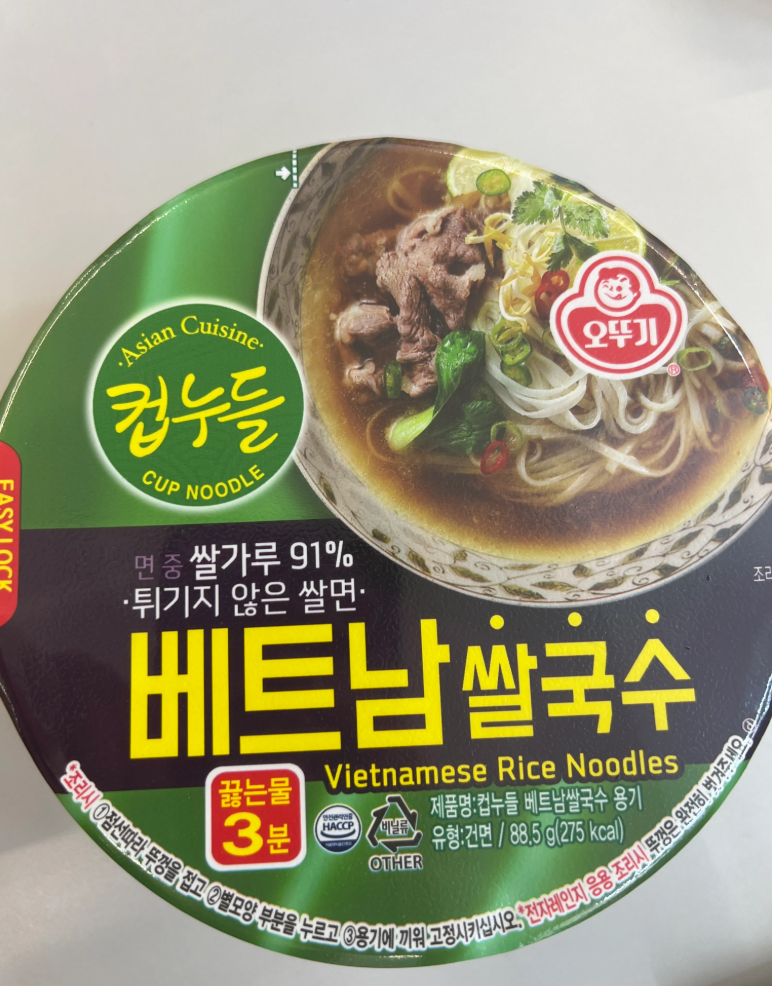 ·Asian Cuisine·
컵누들
CUP NOODLE
오뚜기
®
EASY LOCK
면 중 쌀가루 91%
·튀기지 않은 쌀면·
베트남 쌀국수
Vietnamese Rice Noodles
끓는물
3분
HACCP
비닐류
OTHER
제품명:컵누들 베트남쌀국수 용기
유형:건면 / 88.5 g(275 kcal)
*조리시 ①점선따라 뚜껑을 접고 ②별모양 부분을 누르고 ③용기에 끼워 고정시키십시오.
*전자레인지 응용 조리시 뚜껑은 완전히 벗겨주세요.